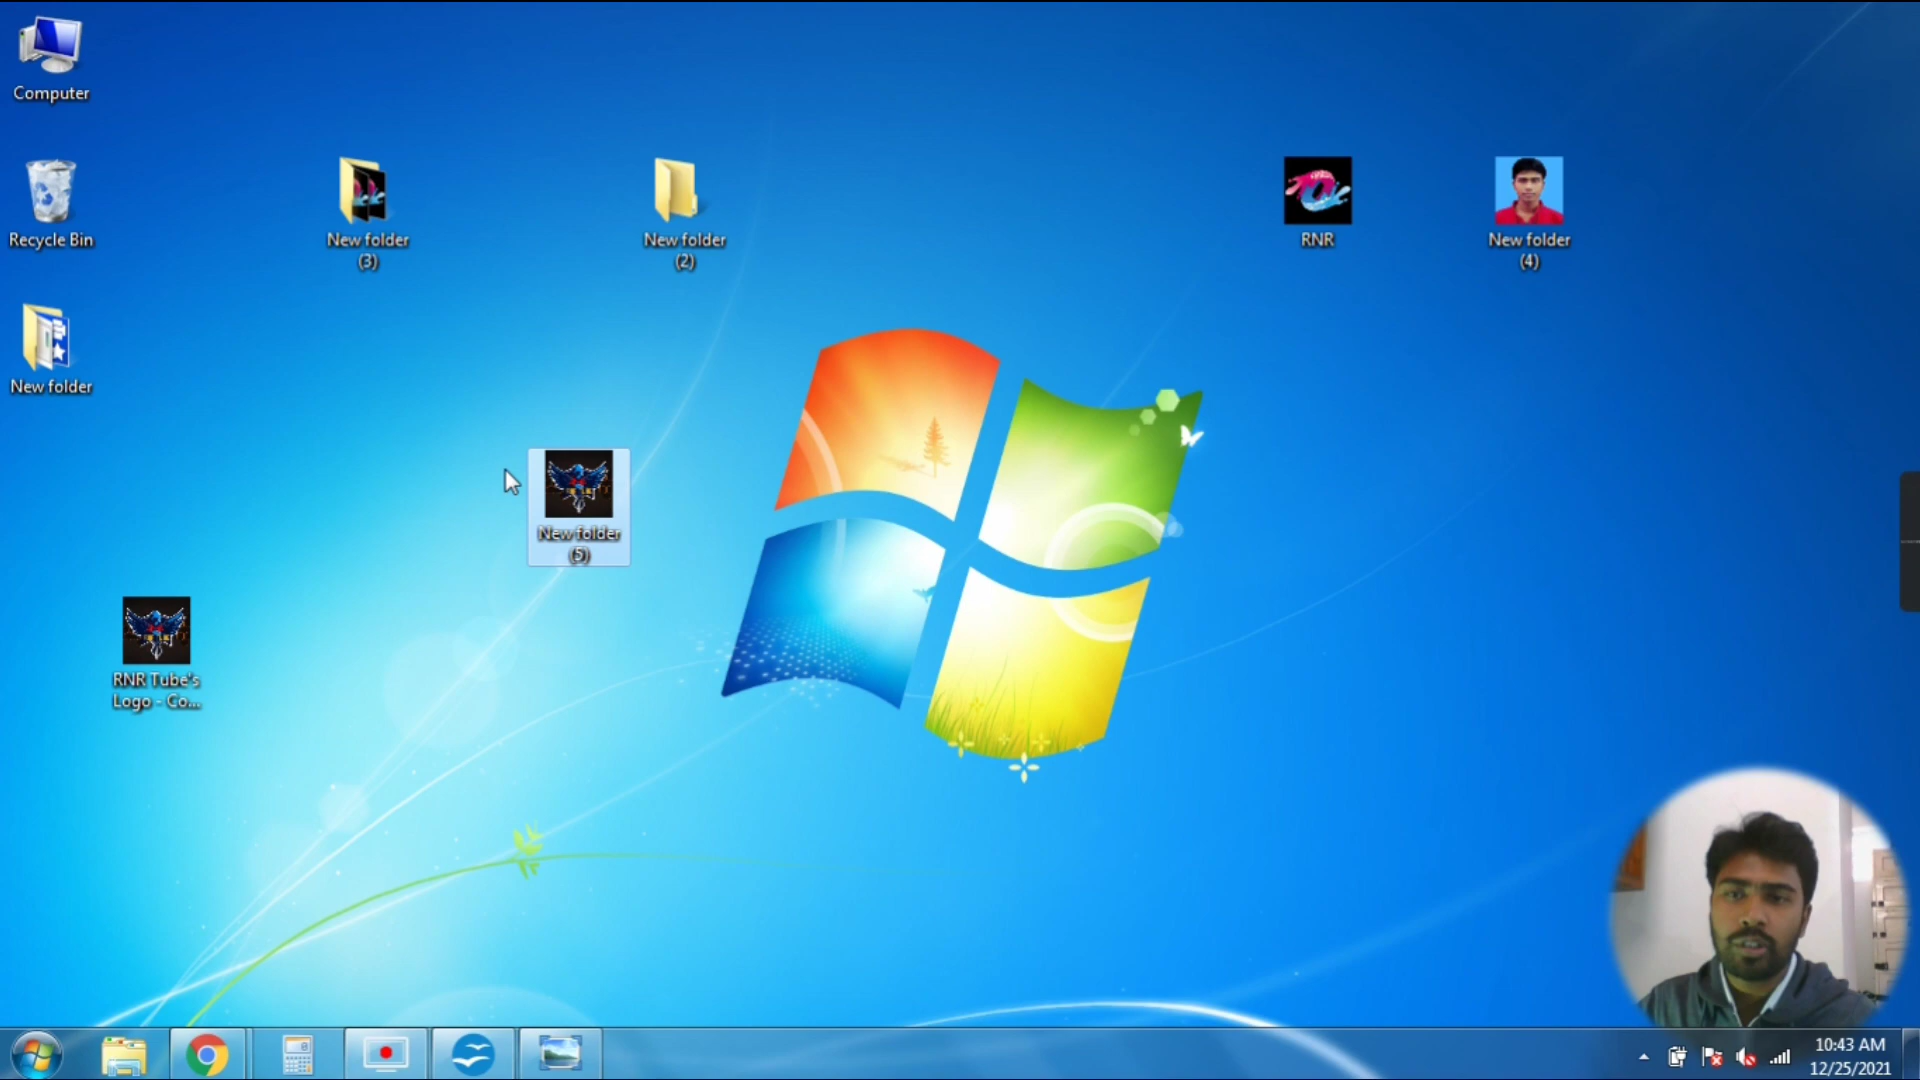 Computer
Recycle Bin
New folder
New folder
(3)
New folder
(2)
RNR
New folder
(4)
New folder
(5)
RNR Tube's
Logo - Co...
10:43 AM
12/25/2021